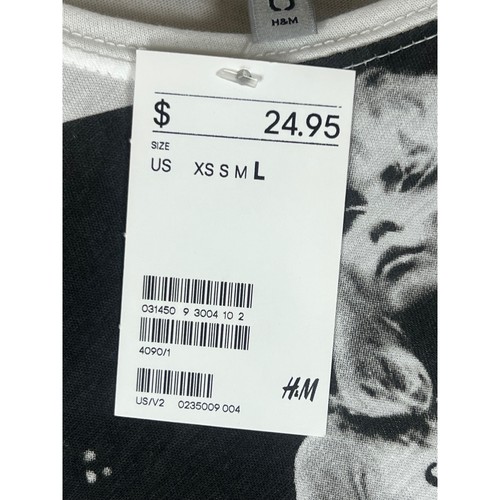 H&M
$ 24.95
SIZE
US XS S M L
031450 9 3004 10 2
4090/1
H&M
US/V2 0235009 004